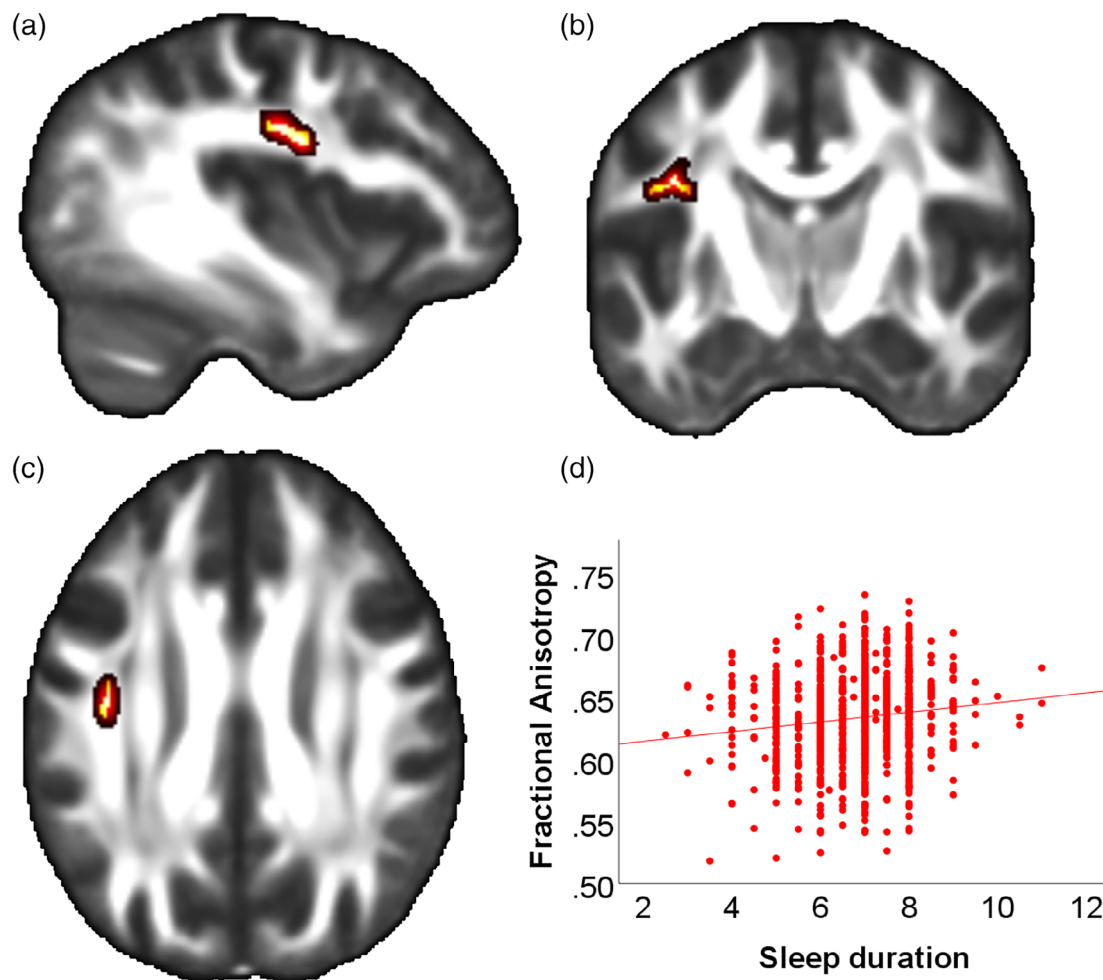 (a)
(b)
(c)
(d)
Fractional Anisotropy
.75
.70
.65
.60
.55
.50
2 4 6 8 10 12
Sleep duration